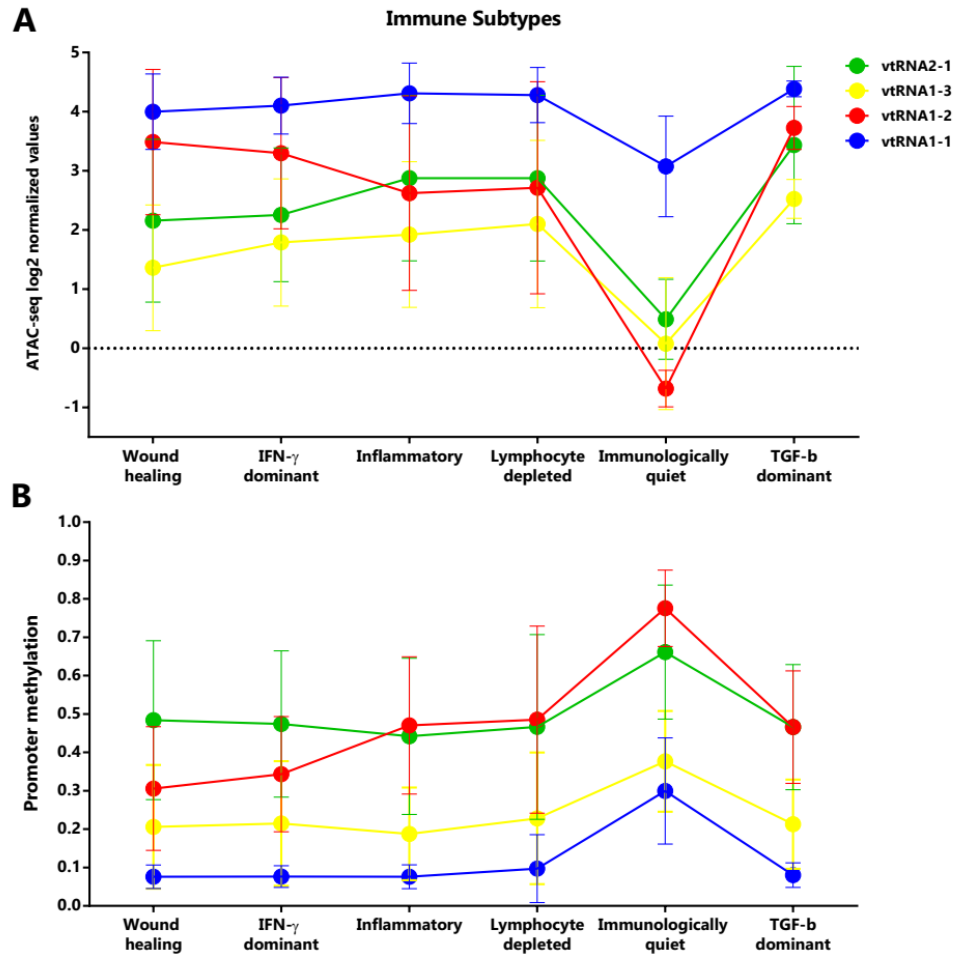 A
Immune Subtypes
ATAC-seq log2 normalized values
5
4
3
2
1
0
-1
vtRNA2-1
vtRNA1-3
vtRNA1-2
vtRNA1-1
Wound
healing
IFN-γ
dominant
Inflammatory
Lymphocyte
depleted
Immunologically
quiet
TGF-b
dominant
B
Promoter methylation
1.0
0.9
0.8
0.7
0.6
0.5
0.4
0.3
0.2
0.1
0.0
Wound
healing
IFN-γ
dominant
Inflammatory
Lymphocyte
depleted
Immunologically
quiet
TGF-b
dominant